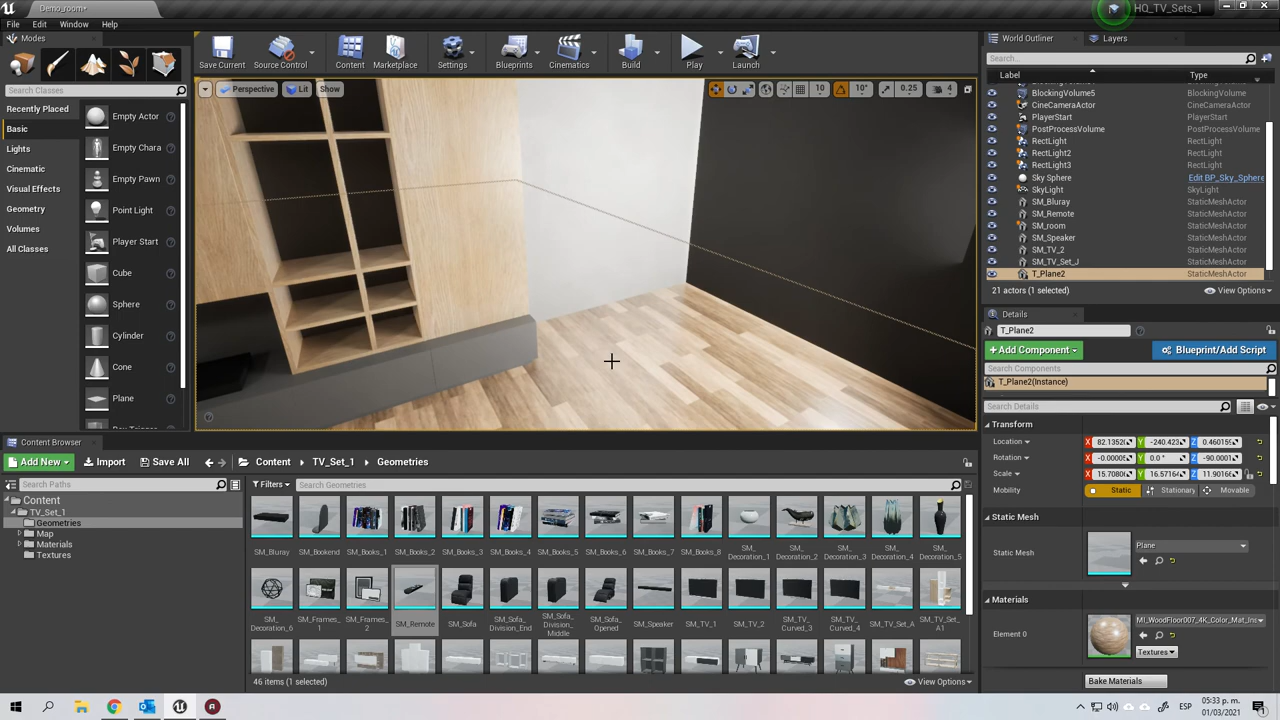 Demo_room*
HQ_TV_Sets_1
File Edit Window Help
Modes
Search Classes
Recently Placed
Basic
Lights
Cinematic
Visual Effects
Geometry
Volumes
All Classes
Empty Actor
Empty Chara
Empty Pawn
Point Light
Player Start
Cube
Sphere
Cylinder
Cone
Plane
Save Current
Source Control
Content
Marketplace
Settings
Blueprints
Cinematics
Build
Play
Launch
Perspective
Lit
Show
10
10°
0.25
4
World Outliner
Layers
Search...
Label Type
BlockingVolume5 BlockingVolume
CineCameraActor CineCameraActor
PlayerStart PlayerStart
PostProcessVolume PostProcessVolume
RectLight RectLight
RectLight2 RectLight
RectLight3 RectLight
Sky Sphere Edit BP_Sky_Sphere
SkyLight SkyLight
SM_Bluray StaticMeshActor
SM_Remote StaticMeshActor
SM_room StaticMeshActor
SM_Speaker StaticMeshActor
SM_TV_2 StaticMeshActor
SM_TV_Set_J StaticMeshActor
T_Plane2 StaticMeshActor
21 actors (1 selected)
View Options
Details
T_Plane2
+Add Component
Blueprint/Add Script
Search Components
T_Plane2(Instance)
Search Details
Transform
Location X Y Z
Rotation X Y 0.0 ° Z
Scale X Y Z
Mobility Static Stationary Movable
Static Mesh
Static Mesh Plane
Materials
Element 0 MI_WoodFloor007_4K_Color_Mat_Ins
Textures
Bake Materials
Content Browser
Add New
Import
Save All
Content
TV_Set_1
Geometries
Search Paths
Filters
Search Geometries
Content
TV_Set_1
Geometries
Map
Materials
Textures
SM_Bluray
SM_Bookend
SM_Books_1
SM_Books_2
SM_Books_3
SM_Books_4
SM_Books_5
SM_Books_6
SM_Books_7
SM_Books_8
SM_Decoration_1
SM_Decoration_2
SM_Decoration_3
SM_Decoration_4
SM_Decoration_5
SM_Decoration_6
SM_Frames_1
SM_Frames_2
SM_Remote
SM_Sofa
SM_Sofa_Division_End
SM_Sofa_Division_Middle
SM_Sofa_Opened
SM_Speaker
SM_TV_1
SM_TV_2
SM_TV_Curved_3
SM_TV_Curved_4
SM_TV_Set_A
SM_TV_Set_A1
46 items (1 selected)
View Options
ESP
05:33 p. m.
01/03/2021